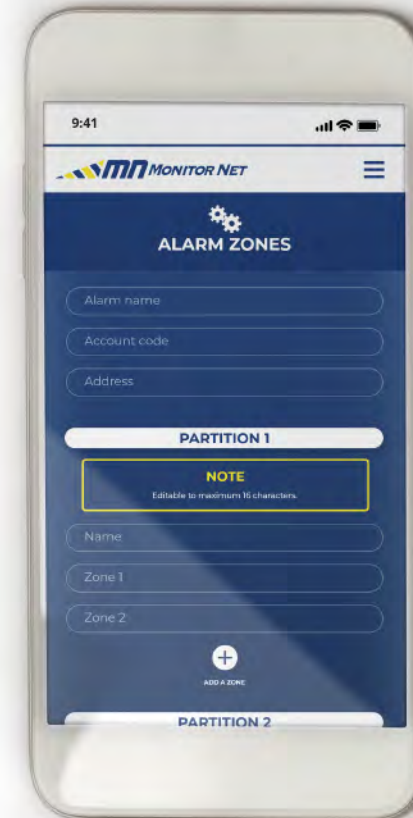 9:41
MN MONITOR NET
ALARM ZONES
Alarm name
Account code
Address
PARTITION 1
NOTE
Editable to maximum 16 characters.
Name
Zone 1
Zone 2
ADD A ZONE
PARTITION 2